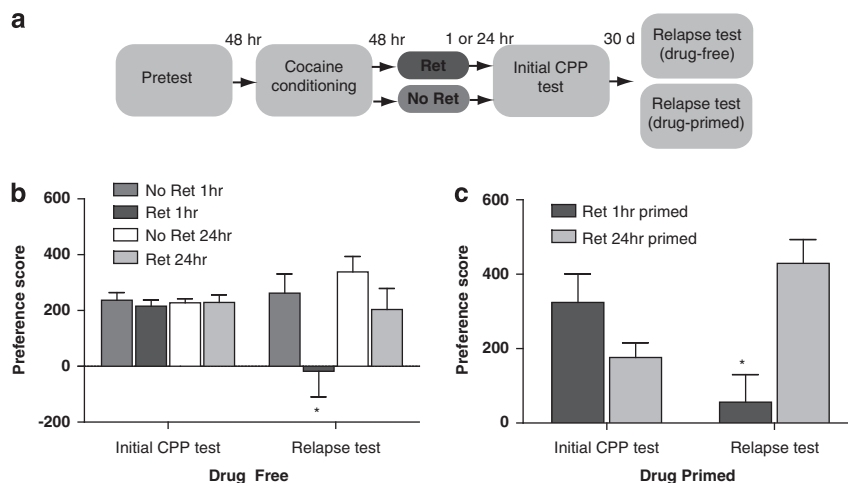 a
48 hr
48 hr
1 or 24 hr
30 d
Pretest
Cocaine
conditioning
Ret
No Ret
Initial CPP
test
Relapse test
(drug-free)
Relapse test
(drug-primed)
b
600
400
200
0
-200
Preference score
No Ret 1hr
Ret 1hr
No Ret 24hr
Ret 24hr
*
Initial CPP test
Relapse test
Drug Free
c
600
400
200
0
Preference score
Ret 1hr primed
Ret 24hr primed
*
Initial CPP test
Relapse test
Drug Primed